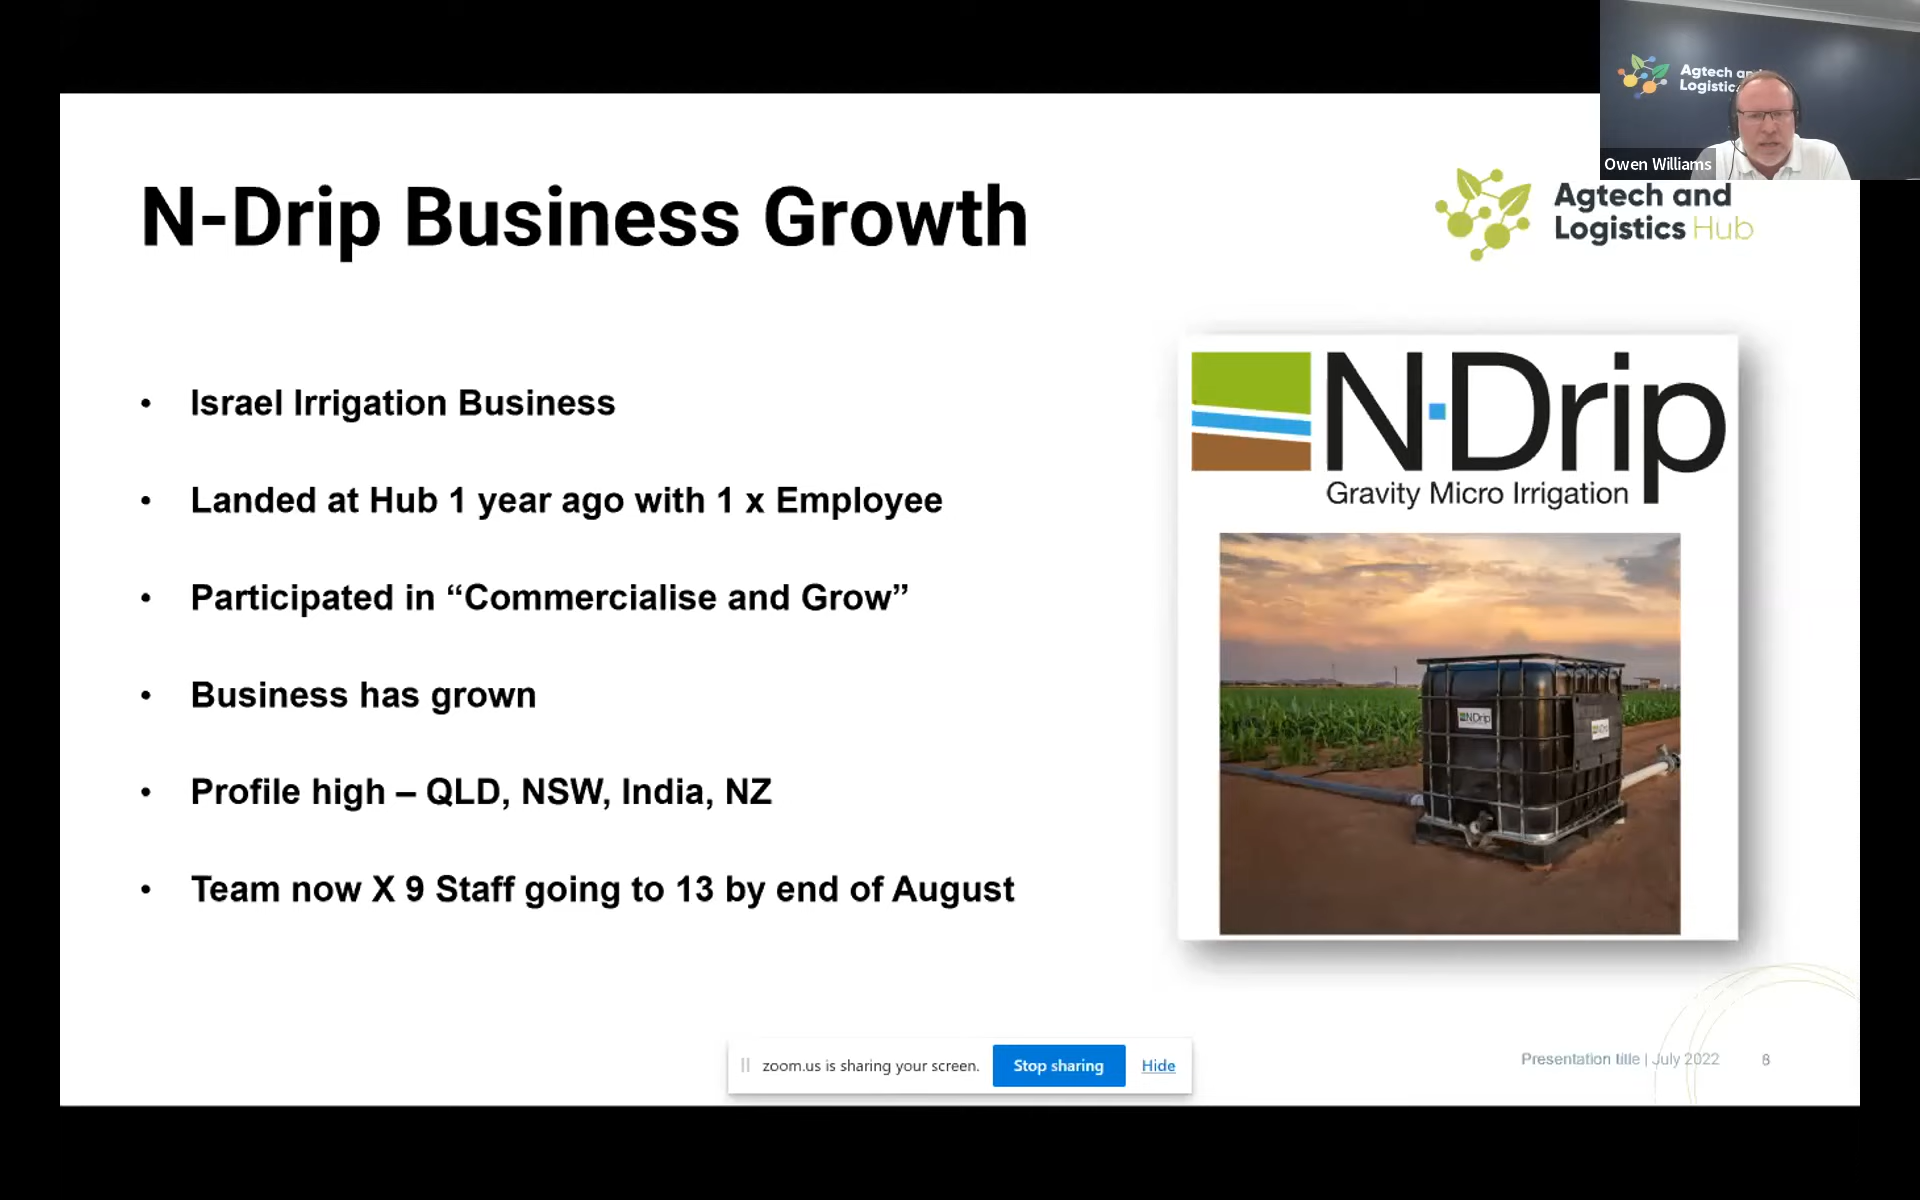 Agtech and
Logistic
Owen Williams
N-Drip Business Growth
Agtech and
Logistics Hub
• Israel Irrigation Business
• Landed at Hub 1 year ago with 1 x Employee
• Participated in “Commercialise and Grow”
• Business has grown
• Profile high – QLD, NSW, India, NZ
• Team now X 9 Staff going to 13 by end of August
N·Drip
Gravity Micro Irrigation
NDrip
NDrip
zoom.us is sharing your screen.
Stop sharing
Hide
Presentation title | July 2022
8